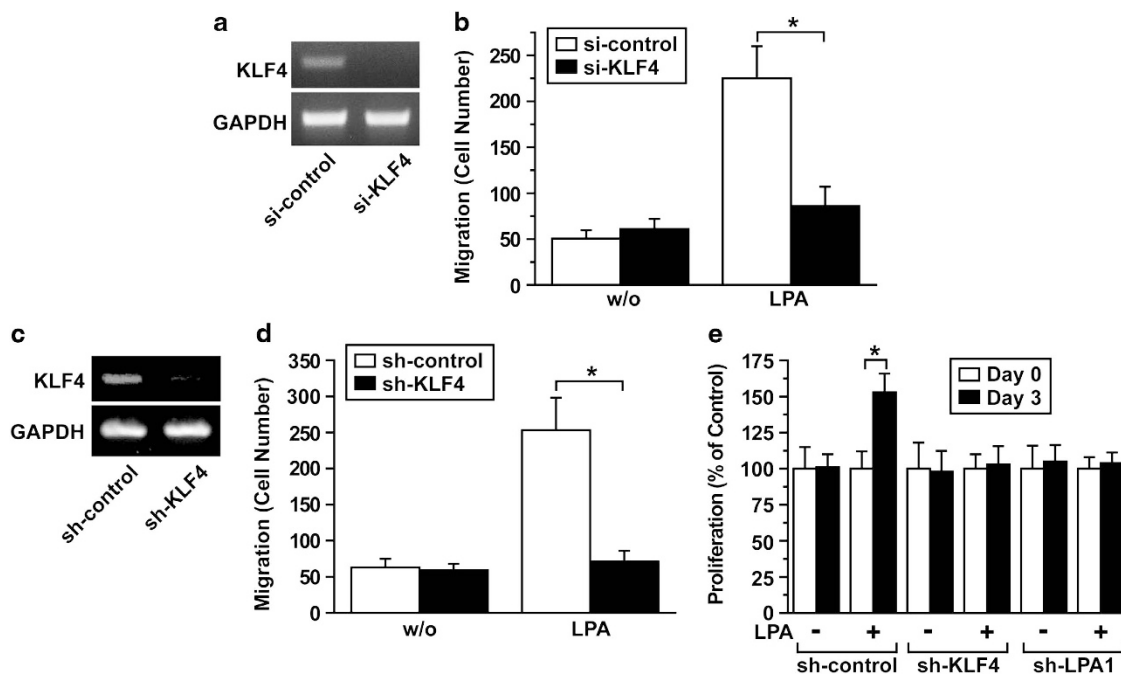 a
KLF4
GAPDH
si-control
si-KLF4
b
si-control
si-KLF4
*
Migration (Cell Number)
250
225
200
150
100
50
0
w/o
LPA
c
KLF4
GAPDH
sh-control
sh-KLF4
d
sh-control
sh-KLF4
*
Migration (Cell Number)
350
300
250
200
150
100
50
0
w/o
LPA
e
Day 0
Day 3
*
Proliferation (% of Control)
175
150
125
100
75
50
25
0
LPA - + - + - +
sh-control sh-KLF4 sh-LPA1